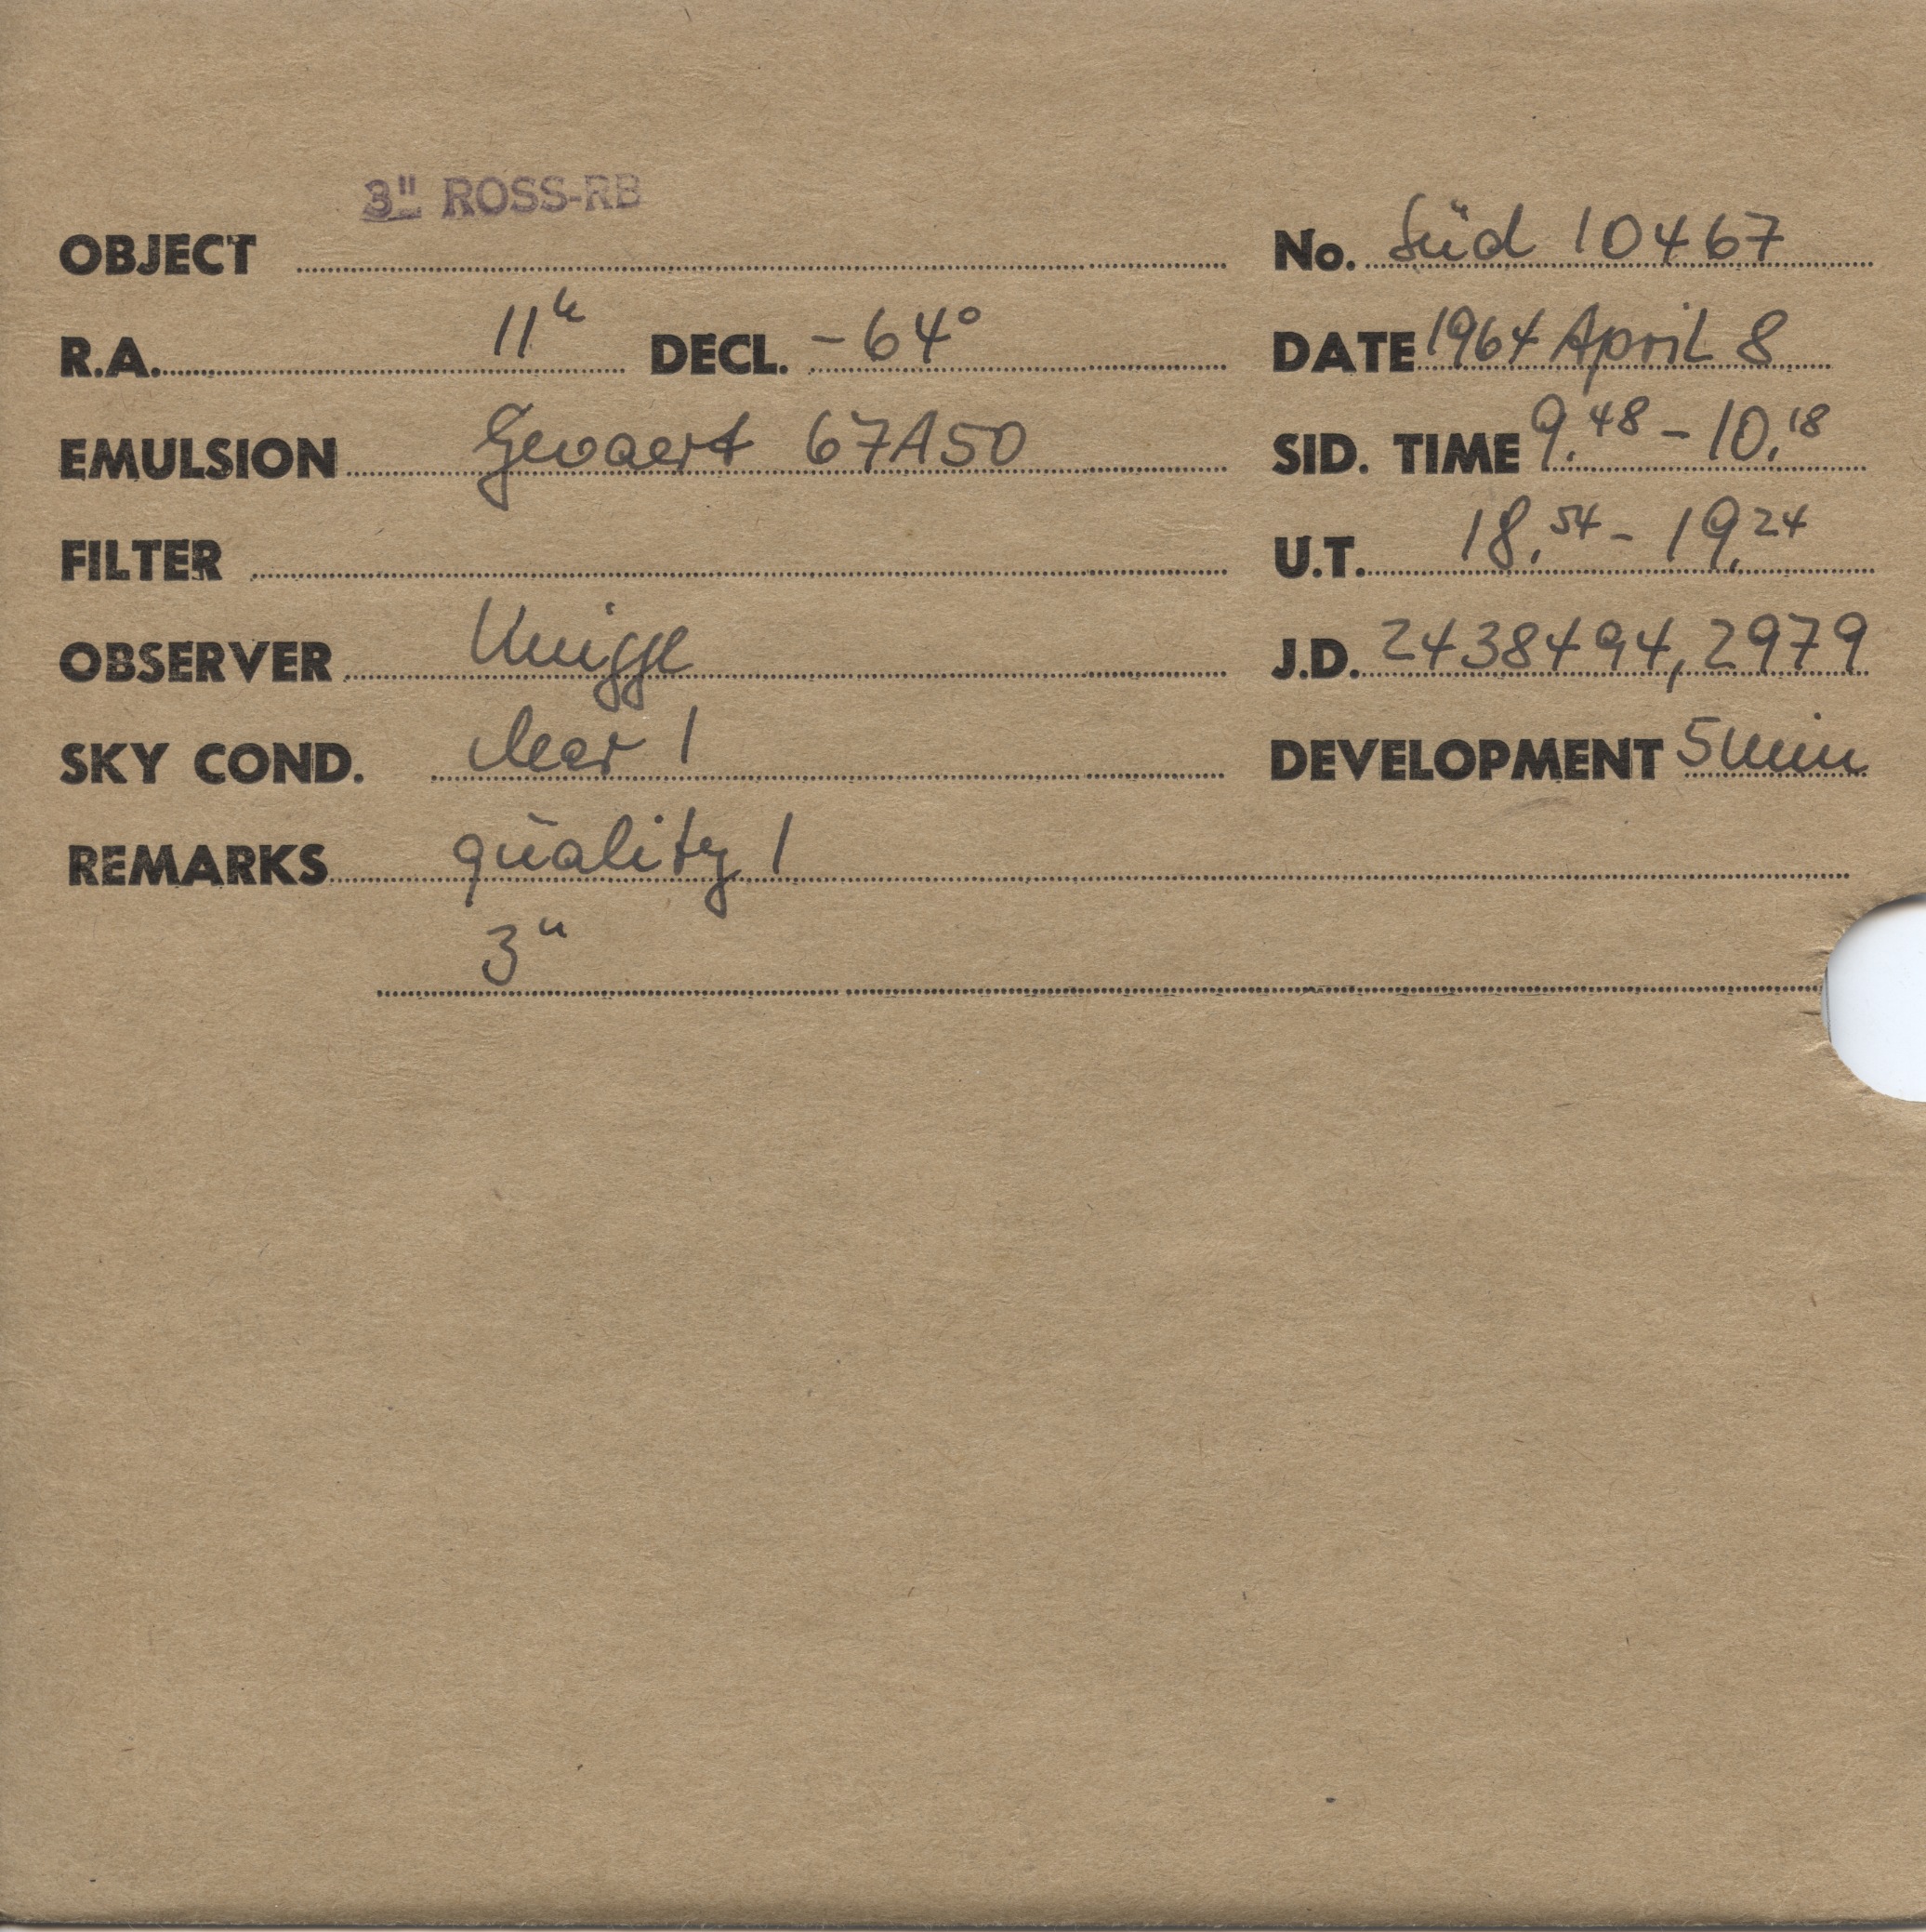 3" ROSS-RB
OBJECT No. Süd 10467
R.A. 11h DECL. -64° DATE 1964 April 8
EMULSION Gevaert 67A50 SID. TIME 9.48 - 10.18
FILTER U.T. 18.54 - 19.24
OBSERVER J.D. 2438494,2979
SKY COND. clear 1 DEVELOPMENT 5 min
REMARKS quality 1
3"